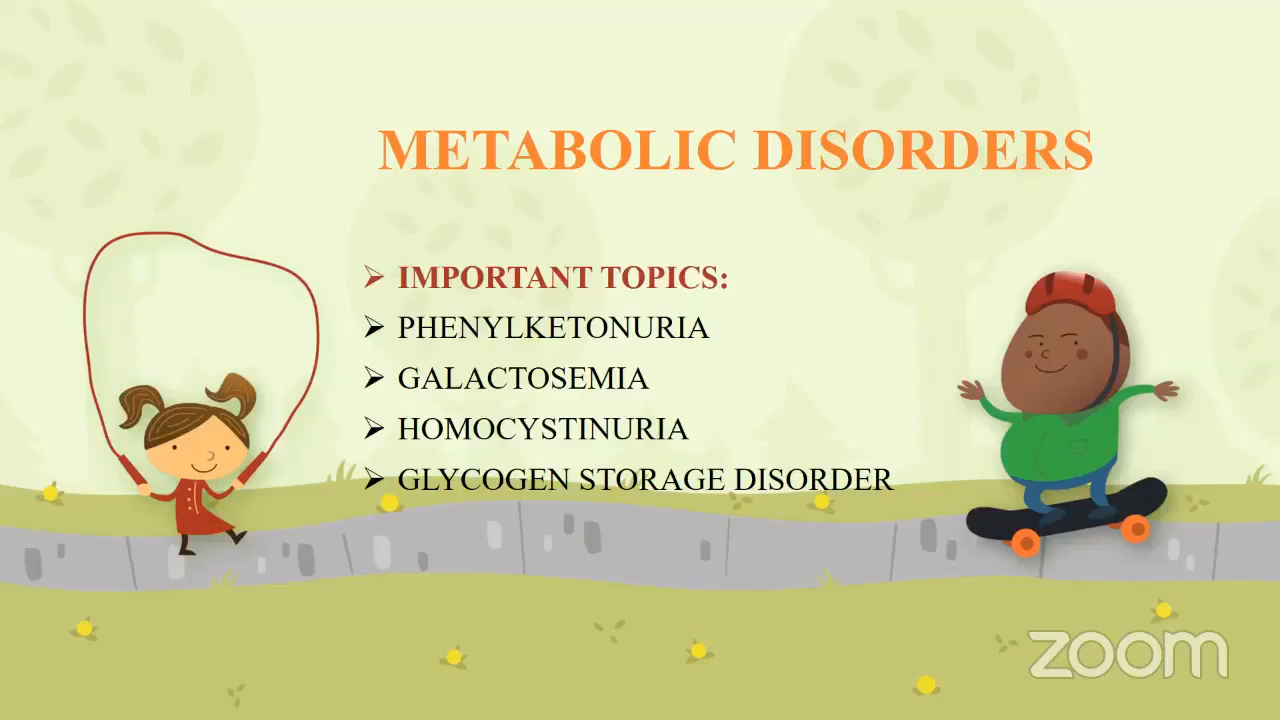 METABOLIC DISORDERS
IMPORTANT TOPICS:
PHENYLKETONURIA
GALACTOSEMIA
HOMOCYSTINURIA
GLYCOGEN STORAGE DISORDER
zoom